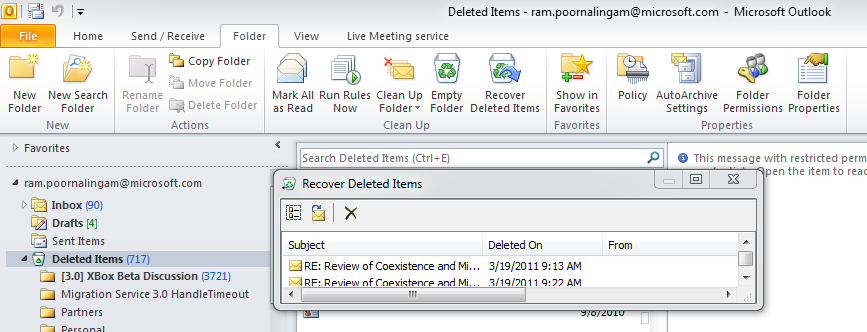 Deleted Items - ram.poornalingam@microsoft.com - Microsoft Outlook
File Home Send / Receive Folder View Live Meeting service
New Folder
New Search Folder
Rename Folder
Copy Folder
Move Folder
Delete Folder
Mark All as Read
Run Rules Now
Clean Up Folder
Empty Folder
Recover Deleted Items
Show in Favorites
Policy
AutoArchive Settings
Folder Permissions
Folder Properties
New Actions Clean Up Favorites Properties
Favorites
Search Deleted Items (Ctrl+E)
This message with restricted perm
Open the item to read
ram.poornalingam@microsoft.com
Inbox (90)
Drafts [4]
Sent Items
Deleted Items (717)
[3.0] XBox Beta Discussion (3721)
Migration Service 3.0 HandleTimeout
Partners
Personal
Recover Deleted Items
Subject Deleted On From
RE: Review of Coexistence and Mi... 3/19/2011 9:13 AM
RE: Review of Coexistence and Mi... 3/19/2011 9:22 AM
9/8/2010